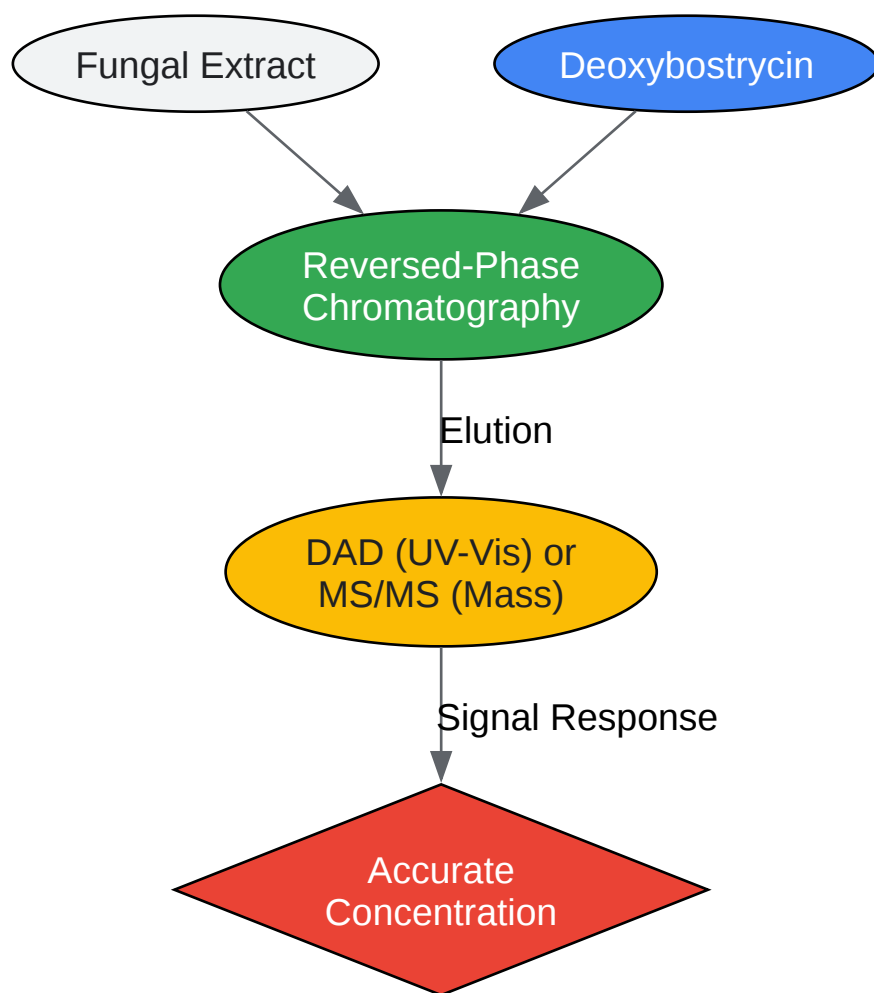 Fungal Extract
Deoxybostrycin
Reversed-Phase
Chromatography
Elution
DAD (UV-Vis) or
MS/MS (Mass)
Signal Response
Accurate
Concentration